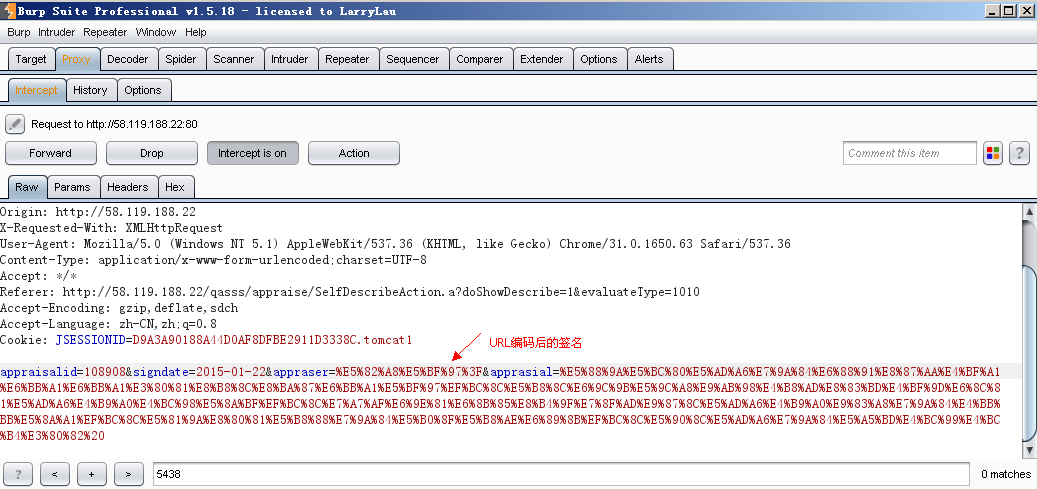 Burp Suite Professional v1.5.18 - licensed to LarryLau
Burp Intruder Repeater Window Help
Target Proxy Decoder Spider Scanner Intruder Repeater Sequencer Comparer Extender Options Alerts
Intercept History Options
Request to http://58.119.188.22:80
Forward Drop Intercept is on Action Comment this item ?
Raw Params Headers Hex
Origin: http://58.119.188.22
X-Requested-With: XMLHttpRequest
User-Agent: Mozilla/5.0 (Windows NT 5.1) AppleWebKit/537.36 (KHTML, like Gecko) Chrome/31.0.1650.63 Safari/537.36
Content-Type: application/x-www-form-urlencoded;charset=UTF-8
Accept: */*
Referer: http://58.119.188.22/qasss/appraise/SelfDescribeAction.a?doShowDescribe=1&evaluateType=1010
Accept-Encoding: gzip,deflate,sdch
Accept-Language: zh-CN,zh;q=0.8
Cookie: JSESSIONID=D9A3A90188A44D0AF8DFBE2911D3338C.tomcat1
URL编码后的签名
appraisalid=108908&signdate=2015-01-22&appraser=%E5%82%A8%E5%BF%97%3F&apprasial=%E5%88%9A%E5%BC%80%E5%AD%A6%E7%9A%84%E6%88%91%E8%87%AA%E4%BF%A1
%E6%BB%A1%E6%BB%A1%E3%80%81%E8%B8%8C%E8%BA%87%E6%BB%A1%E5%BF%97%EF%BC%8C%E5%B8%8C%E6%9C%9B%E5%9C%A8%E9%AB%98%E4%AD%E8%83%BD%E4%BF%9D%E6%8C%8
1%E5%AD%A6%E4%B9%A0%E4%BC%98%E5%8A%BF%EF%BC%8C%E7%A7%AF%E6%9E%81%E6%8B%85%E8%B4%9F%E7%8F%AD%E9%87%8C%E5%AD%A6%E4%B9%A0%E9%83%A8%E7%9A%84%E4%BB%
BB%E5%8A%A1%EF%BC%8C%E5%81%9A%E8%80%81%E5%B8%88%E7%9A%84%E5%B0%8F%E5%B8%AE%E6%89%8B%EF%BC%8C%E5%90%8C%E5%AD%A6%E7%9A%84%E5%A5%BD%E4%BC%99%E4%BC
%B4%E3%80%82%20
? < + > 5438 0 matches